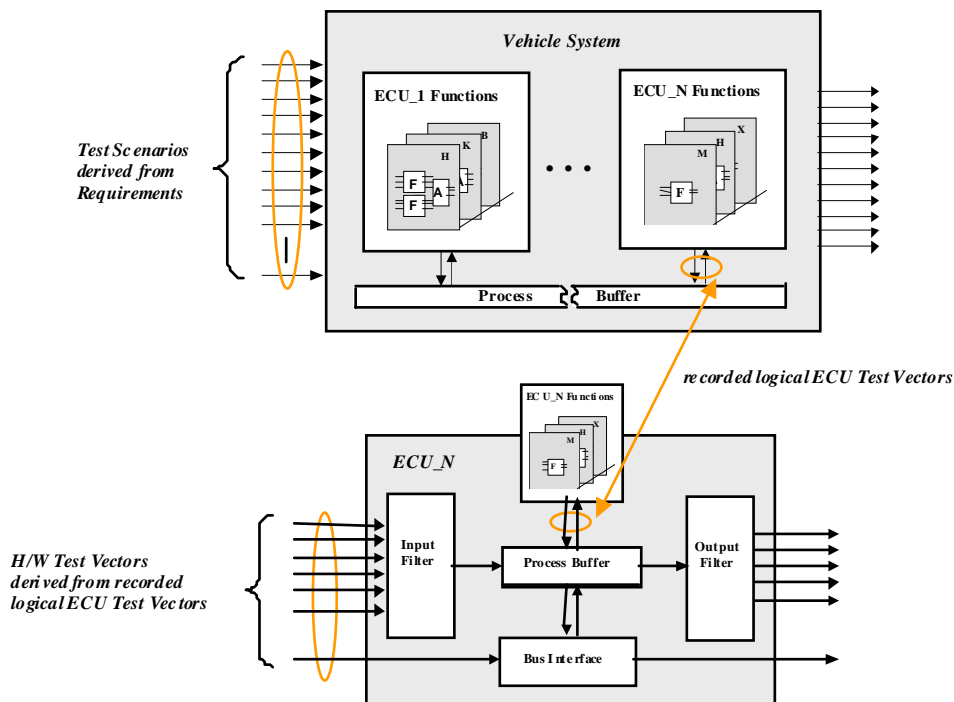 Vehicle System
ECU_1 Functions
B
K
H
F
A
F
A
• • •
ECU_N Functions
X
H
M
F
Test Scenarios
derived from
Requirements
Process
Buffer
recorded logical ECU Test Vectors
ECU_N Functions
X
H
M
F
ECU_N
Input
Filter
Process Buffer
Output
Filter
Bus Interface
H/W Test Vectors
derived from recorded
logical ECU Test Vectors